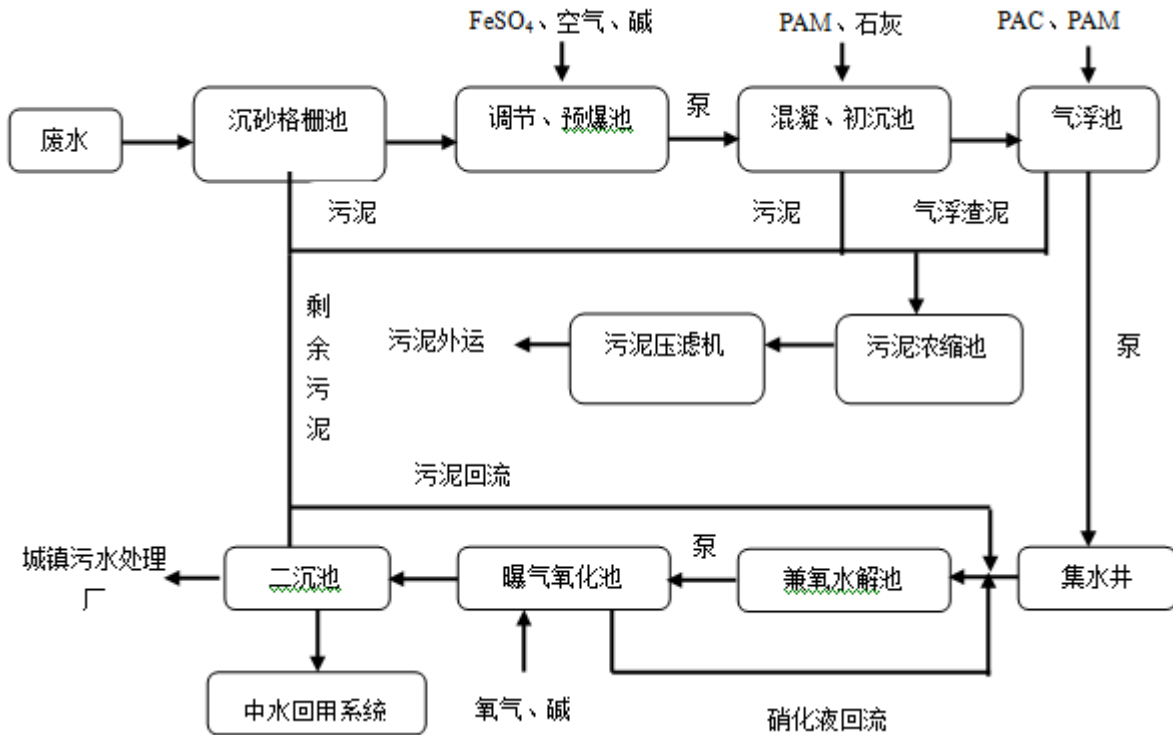 FeSO4、空气、碱
PAM、石灰
PAC、PAM
废水
沉砂格栅池
调节、预爆池
泵
混凝、初沉池
气浮池
污泥
污泥
气浮渣泥
剩
余
污
泥
污泥外运
污泥压滤机
污泥浓缩池
泵
污泥回流
城镇污水处理
厂
二沉池
曝气氧化池
泵
兼氧水解池
集水井
中水回用系统
氧气、碱
硝化液回流